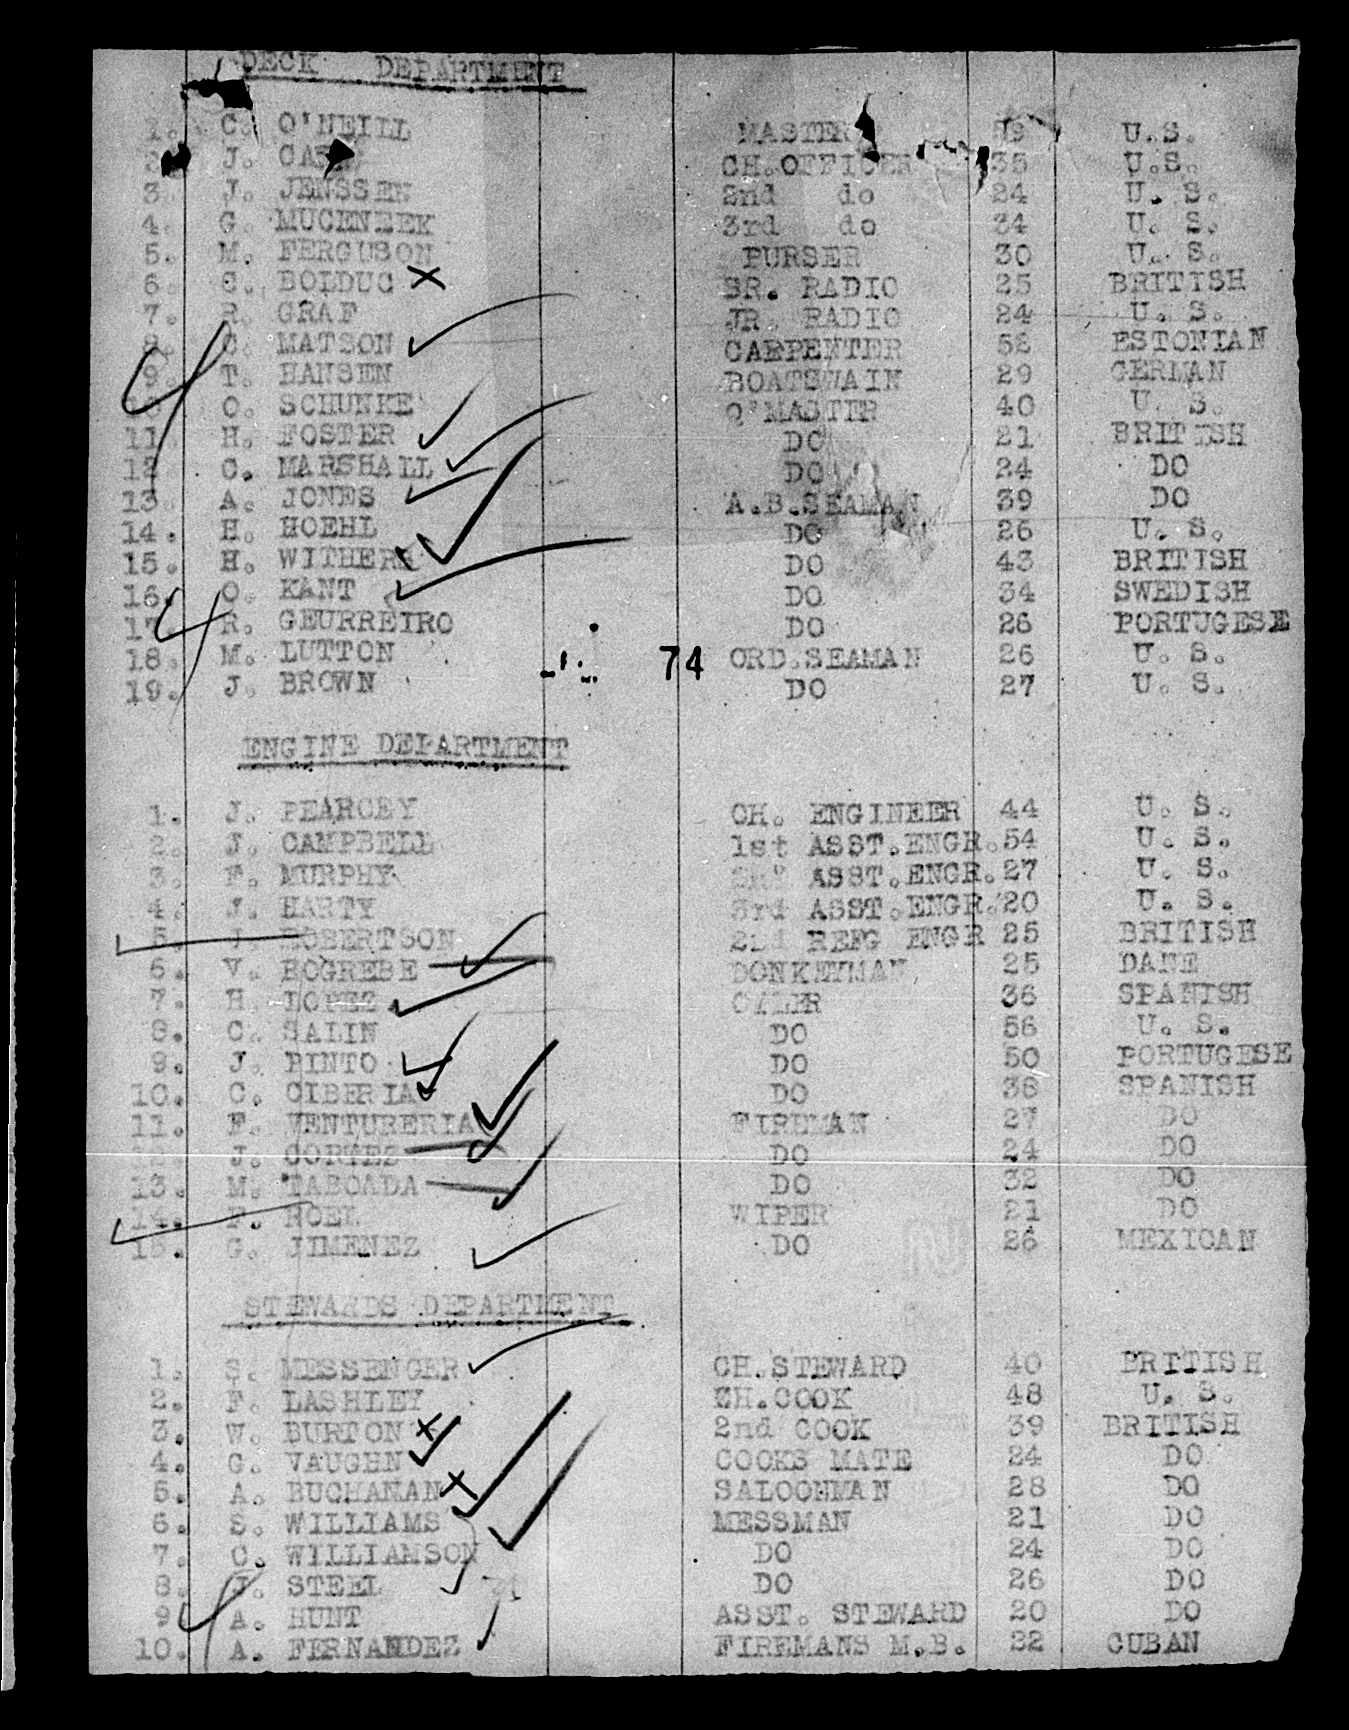 DECK DEPARTMENT
1. C. O'NEILL MASTER U.S.
J. CH.OFFICER 35 U.S.
3. J. JENSSEN 2nd do 24 U. S.
4. G. MUCENEEK 3rd do 34 U. S.
5. M. FERGUSON PURSER 30 U. S.
6. C. BOLDUC SR. RADIO 25 BRITISH
7. R. GRAF JR. RADIO 24 U. S.
8. C. MATSON CARPENTER 52 ESTONIAN
9. T. HANSEN BOATSWAIN 29 GERMAN
10 O. SCHUNKE Q'MASTER 40 U. S.
11. H. FOSTER DO 21 BRITISH
12 C. MARSHALL DO 24 DO
13. A. JONES A.B.SEAMAN 39 DO
14. H. HOEHL DO 26 U. S.
15. H. WITHERS DO 43 BRITISH
16. O. KANT DO 34 SWEDISH
17. R. GEURREIRO DO 26 PORTUGESE
18. M. LUTTON 74 ORD.SEAMAN 26 U. S.
19. J. BROWN DO 27 U. S.
ENGINE DEPARTMENT
1. J. PEARCEY CH. ENGINEER 44 U. S.
2. J. CAMPBELL 1st ASST.ENGR. 54 U. S.
3. F. MURPHY 2nd ASST.ENGR. 27 U. S.
4. J. HARTY 3rd ASST.ENGR. 20 U. S.
5. J. ROBERTSON 2nd REFG ENGR 25 BRITISH
6. V. BOGREBE DONKEYMAN 25 DANE
7. H. LOPEZ OYLER 36 SPANISH
8. C. SALIN DO 56 U. S.
9. J. PINTO DO 50 PORTUGESE
10. C. CIBERIA DO 38 SPANISH
11. F. VENTURERIA FIREMAN 27 DO
12. J. CORTES DO 24 DO
13. M. TABOADA DO 32 DO
14. F. NOEL WIPER 21 DO
15. G. JIMENEZ DO 26 MEXICAN
STEWARDS DEPARTMENT
1. S. MESSENGER CH.STEWARD 40 BRITISH
2. F. LASHLEY CH.COOK 48 U. S.
3. W. BURTON 2nd COOK 39 BRITISH
4. G. VAUGHN COOKS MATE 24 DO
5. A. BUCHANAN SALOONMAN 28 DO
6. S. WILLIAMS MESSMAN 21 DO
7. C. WILLIAMSON DO 24 DO
8. J. STEEL DO 26 DO
9 A. HUNT ASST. STEWARD 20 DO
10. A. FERNANDEZ FIREMANS M.B. 22 CUBAN